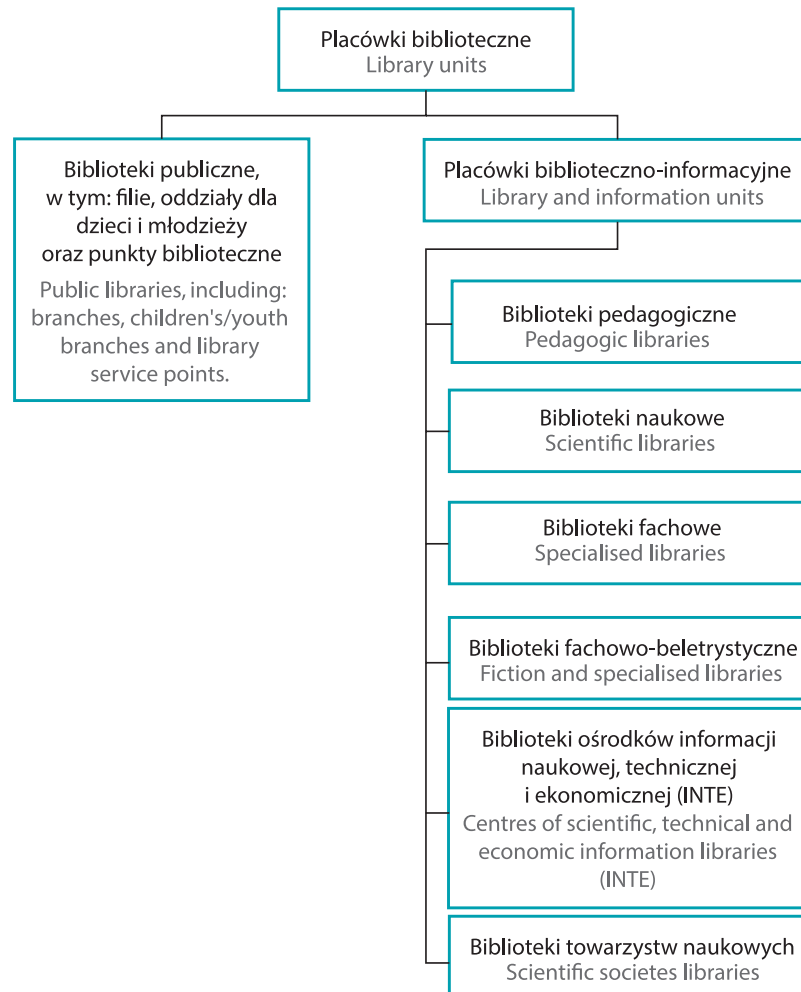 Placówki biblioteczne
Library units
Biblioteki publiczne,
w tym: filie, oddziały dla
dzieci i młodzieży
oraz punkty biblioteczne
Public libraries, including:
branches, children's/youth
branches and library
service points.
Placówki biblioteczno-informacyjne
Library and information units
Biblioteki pedagogiczne
Pedagogic libraries
Biblioteki naukowe
Scientific libraries
Biblioteki fachowe
Specialised libraries
Biblioteki fachowo-beletrystyczne
Fiction and specialised libraries
Biblioteki ośrodków informacji
naukowej, technicznej
i ekonomicznej (INTE)
Centres of scientific, technical and
economic information libraries
(INTE)
Biblioteki towarzystw naukowych
Scientific societes libraries